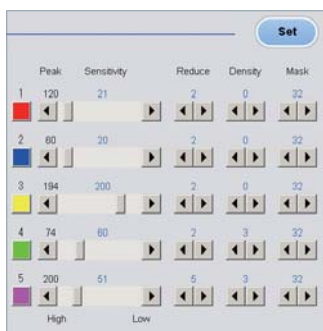 Set
Peak Sensitivity Reduce Density Mask
1 120 21 2 0 32
2 60 20 2 0 32
3 194 200 2 0 32
4 74 60 2 3 32
5 200 51 5 3 32
High Low